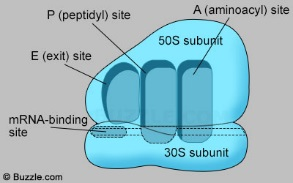 P (peptidyl) site
A (aminoacyl) site
E (exit) site
50S subunit
mRNA-binding
site
30S subunit
© Buzzle.com